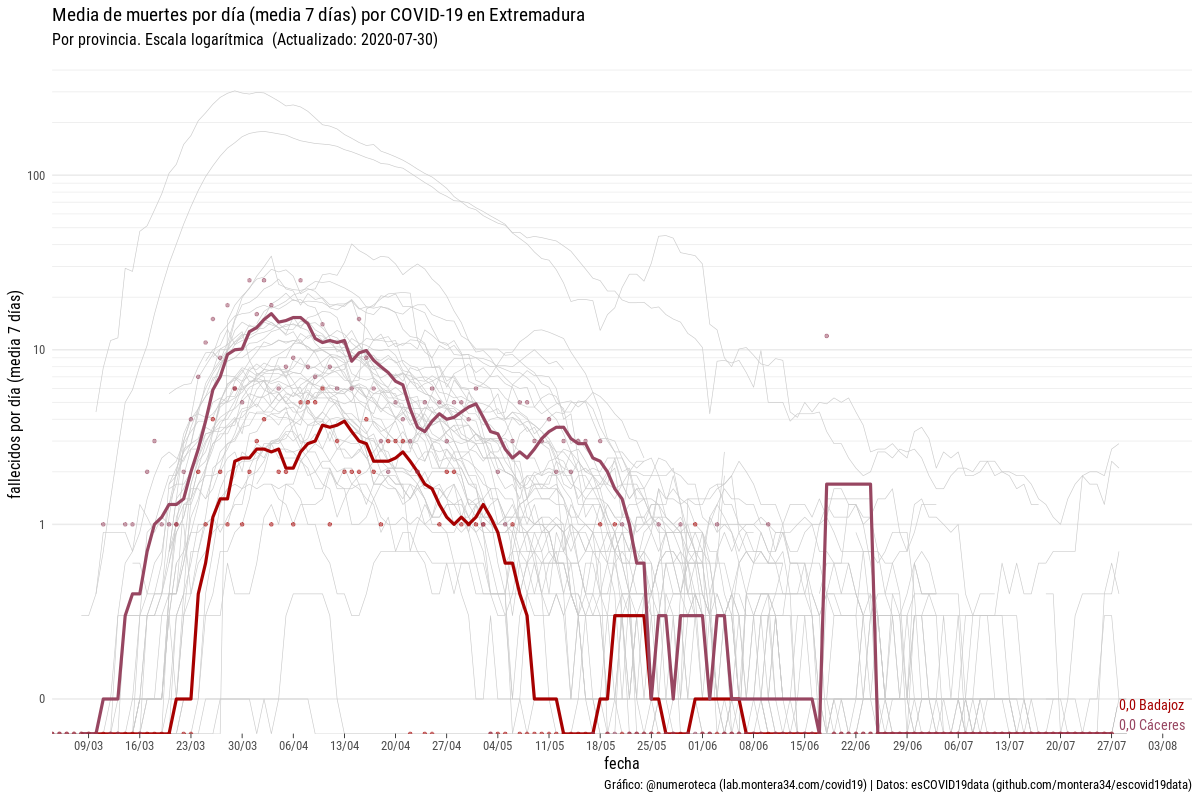 Media de muertes por día (media 7 días) por COVID-19 en Extremadura
Por provincia. Escala logarítmica  (Actualizado: 2020-07-30)
fallecidos por día (media  7 días)
100
10
1
0
0,0 Badajoz
0,0 Cáceres
09/03 16/03 23/03 30/03 06/04 13/04 20/04 27/04 04/05 11/05 18/05 25/05 01/06 08/06 15/06 22/06 29/06 06/07 13/07 20/07 27/07 03/08
fecha
Gráfico: @numeroteca (lab.montera34.com/covid19) | Datos: esCOVID19data (github.com/montera34/escovid19data)